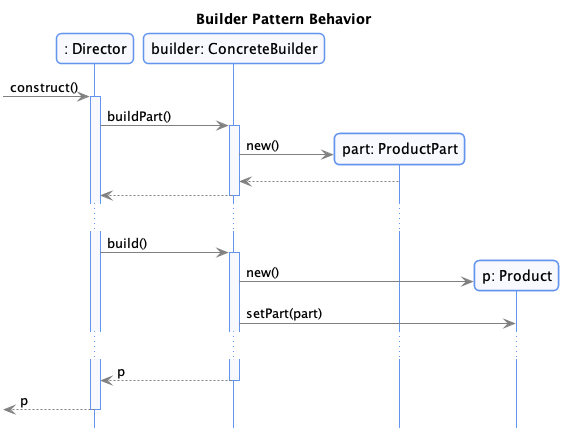 Builder Pattern Behavior
: Director
builder: ConcreteBuilder
construct()
buildPart()
new()
part: ProductPart
build()
new()
p: Product
setPart(part)
p
p